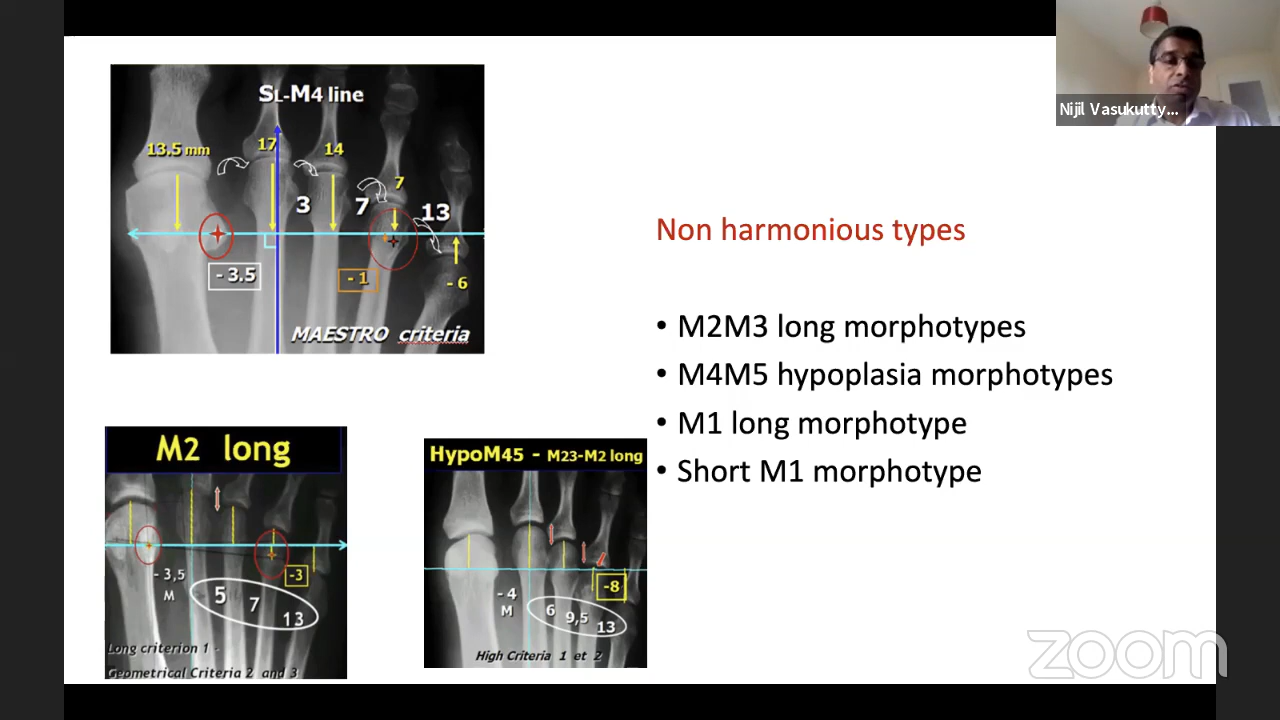 Nijil Vasukutty...
SL-M4 line
13.5 mm
17
14
7
3
7
13
- 3.5
- 1
- 6
MAESTRO criteria
Non harmonious types
• M2M3 long morphotypes
• M4M5 hypoplasia morphotypes
• M1 long morphotype
• Short M1 morphotype
M2 long
- 3,5
M
5
7
13
-3
Long criterion 1 -
Geometrical Criteria 2 and 3
HypoM45 - M23-M2 long
- 4
M
6
9,5
13
-8
High Criteria 1 et 2
zoom